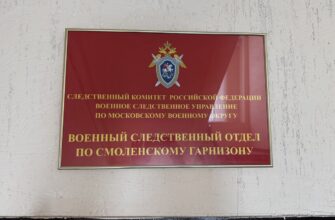 СЛЕДСТВЕННЫЙ КОМИТЕТ РОССИЙСКОЙ ФЕДЕРАЦИИ
ВОЕННОЕ СЛЕДСТВЕННОЕ УПРАВЛЕНИЕ
ПО МОСКОВСКОМУ ВОЕННОМУ ОКРУГУ
ВОЕННЫЙ СЛЕДСТВЕННЫЙ ОТДЕЛ
ПО СМОЛЕНСКОМУ ГАРНИЗОНУ